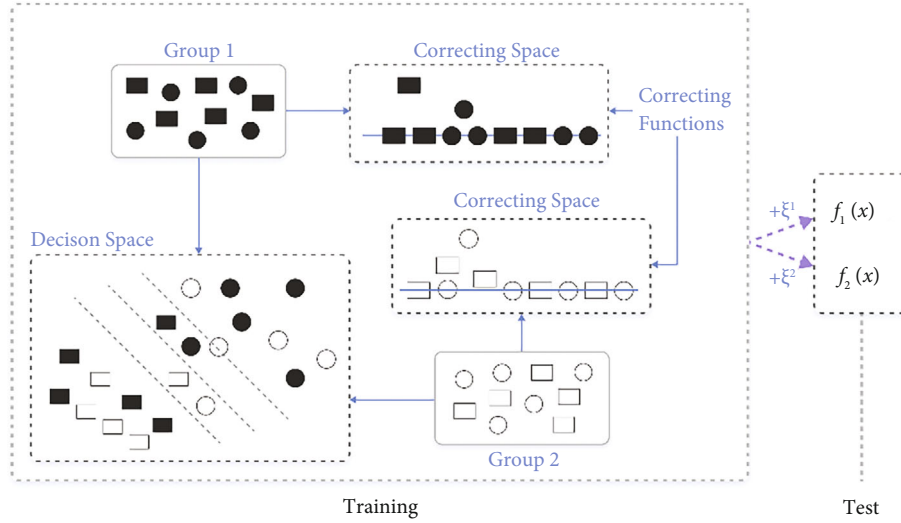 Group 1
Correcting Space
Correcting
Functions
Correcting Space
Decison Space
+ξ¹
f₁(x)
+ξ²
f₂(x)
Group 2
Training
Test